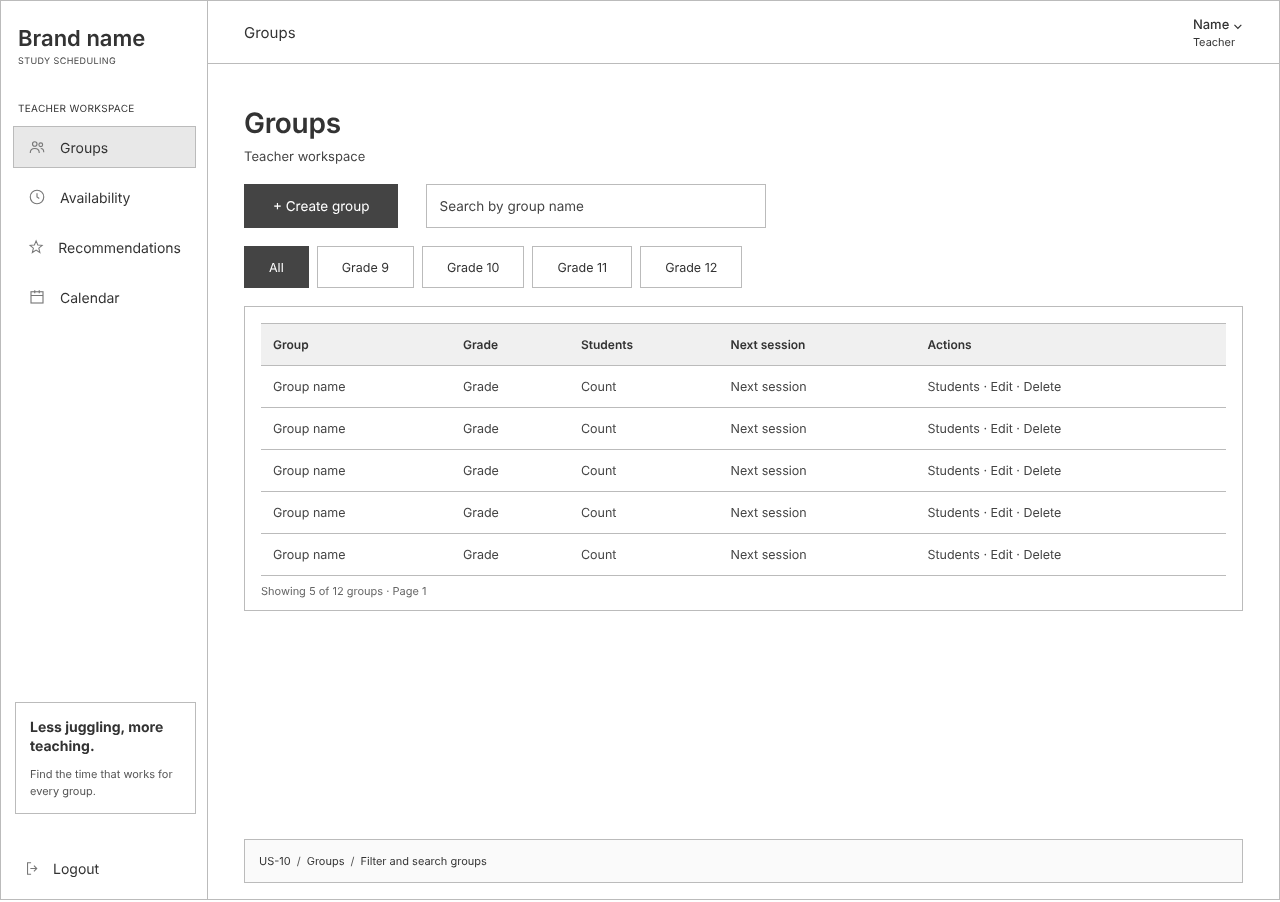 Brand name
STUDY SCHEDULING
TEACHER WORKSPACE
Groups
Availability
Recommendations
Calendar
Less juggling, more
teaching.
Find the time that works for
every group.
Logout
Groups
Name
Teacher
Groups
Teacher workspace
+ Create group
Search by group name
All
Grade 9
Grade 10
Grade 11
Grade 12
Group Grade Students Next session Actions
Group name Grade Count Next session Students · Edit · Delete
Group name Grade Count Next session Students · Edit · Delete
Group name Grade Count Next session Students · Edit · Delete
Group name Grade Count Next session Students · Edit · Delete
Group name Grade Count Next session Students · Edit · Delete
Showing 5 of 12 groups · Page 1
US-10 / Groups / Filter and search groups